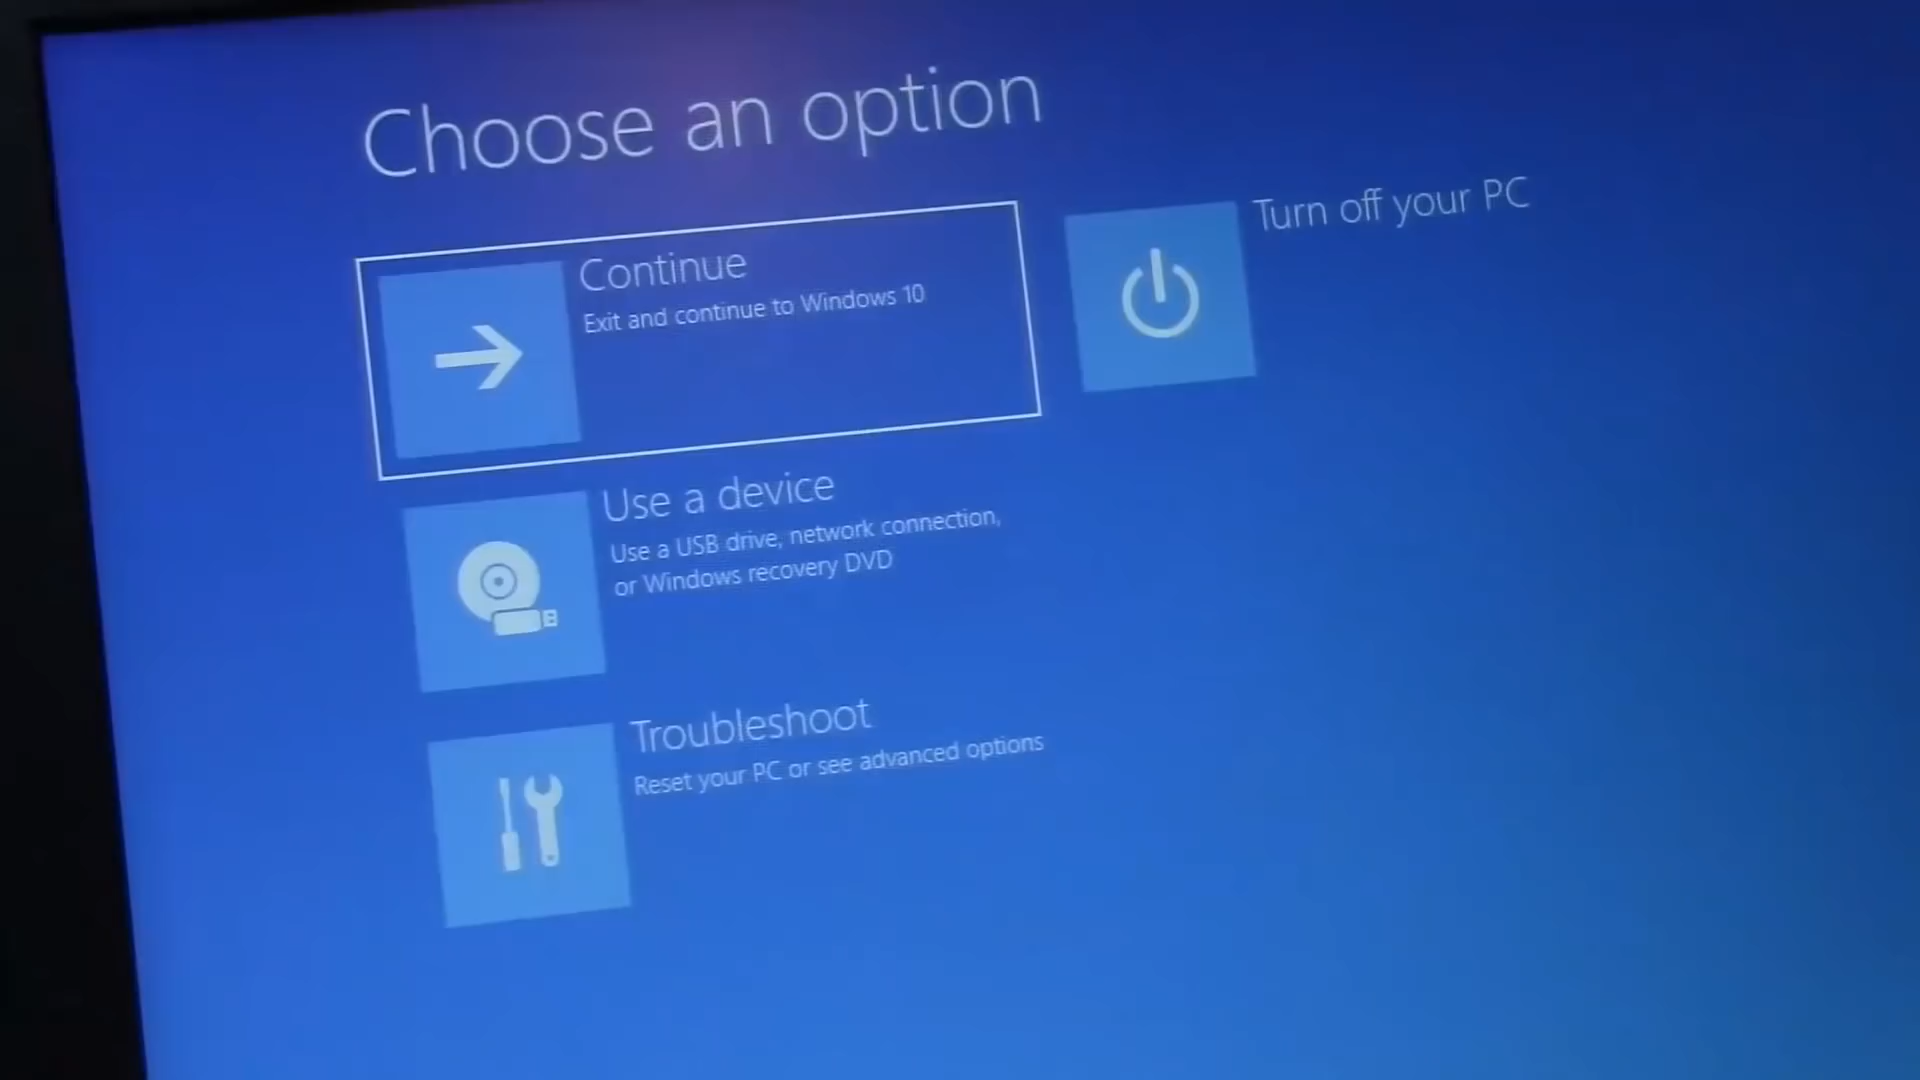 Choose an option
Continue
Exit and continue to Windows 10
Turn off your PC
Use a device
Use a USB drive, network connection,
or Windows recovery DVD
Troubleshoot
Reset your PC or see advanced options